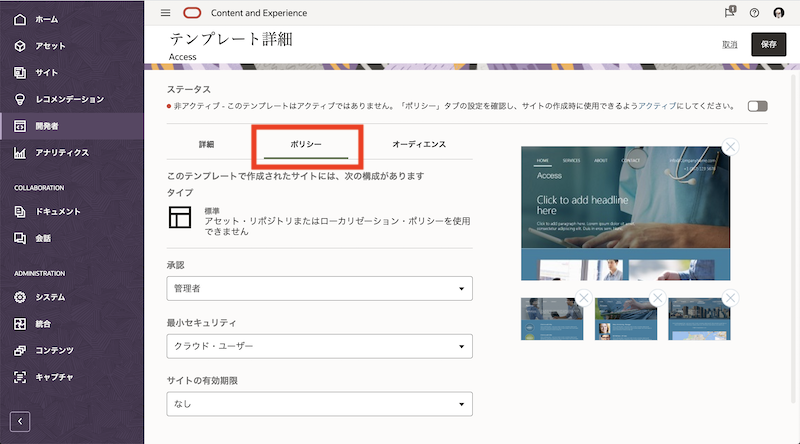 ホーム
アセット
サイト
レコメンデーション
開発者
アナリティクス
COLLABORATION
ドキュメント
会話
ADMINISTRATION
システム
統合
コンテンツ
キャプチャ
Content and Experience
テンプレート詳細
Access
取消
保存
ステータス
非アクティブ - このテンプレートはアクティブではありません。「ポリシー」タブの設定を確認し、サイトの作成時に使用できるようアクティブにしてください。
詳細
ポリシー
オーディエンス
このテンプレートで作成されたサイトには、次の構成があります
タイプ
標準
アセット・リポジトリまたはローカリゼーション・ポリシーを使用
できません
承認
管理者
最小セキュリティ
クラウド・ユーザー
サイトの有効期限
なし
HOME SERVICES ABOUT CONTACT
Access
Click to add headline
here